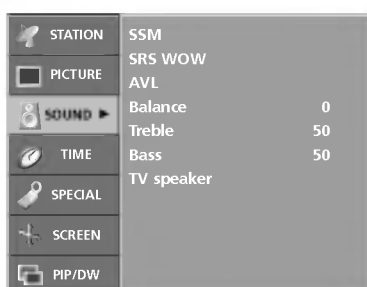 STATION
PICTURE
SOUND ►
TIME
SPECIAL
SCREEN
PIP/DW
SSM
SRS WOW
AVL
Balance 0
Treble 50
Bass 50
TV speaker